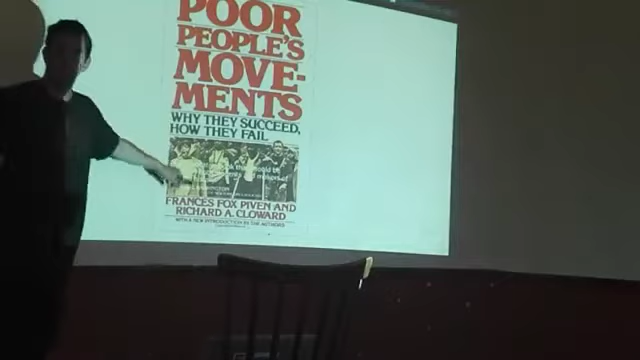 POOR
PEOPLE'S
MOVE-
MENTS
WHY THEY SUCCEED,
HOW THEY FAIL
FRANCES FOX PIVEN AND
RICHARD A. CLOWARD
WITH A NEW INTRODUCTION BY THE AUTHORS